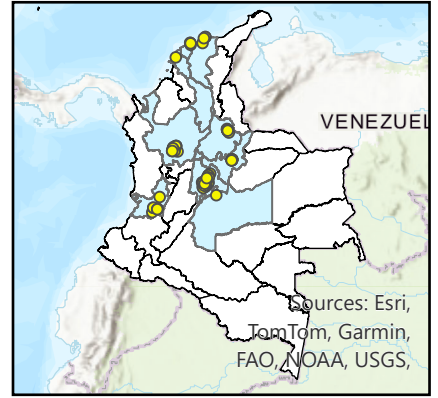 VENEZUEL
Sources: Esri,
TomTom, Garmin,
FAO, NOAA, USGS,